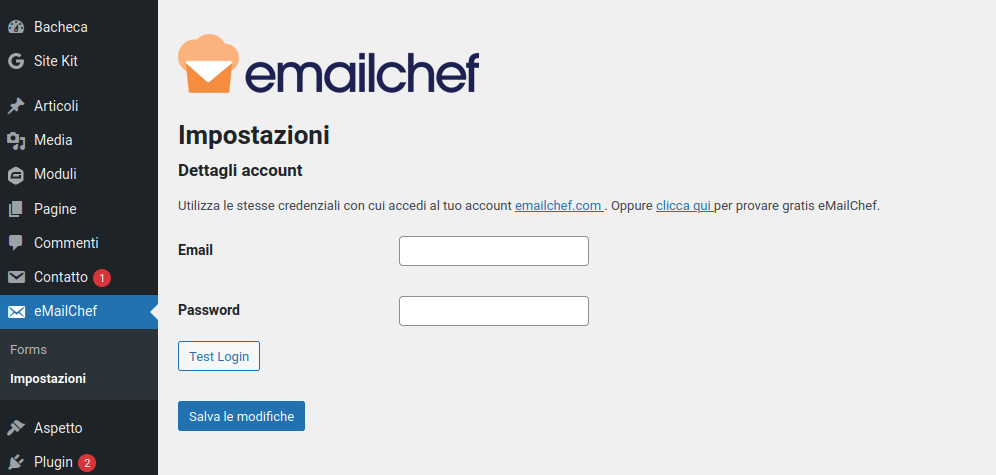 Bacheca
Site Kit
Articoli
Media
Moduli
Pagine
Commenti
Contatto 1
eMailChef
Forms
Impostazioni
Aspetto
Plugin 2
emailchef
Impostazioni
Dettagli account
Utilizza le stesse credenziali con cui accedi al tuo account emailchef.com . Oppure clicca qui per provare gratis eMailChef.
Email
Password
Test Login
Salva le modifiche